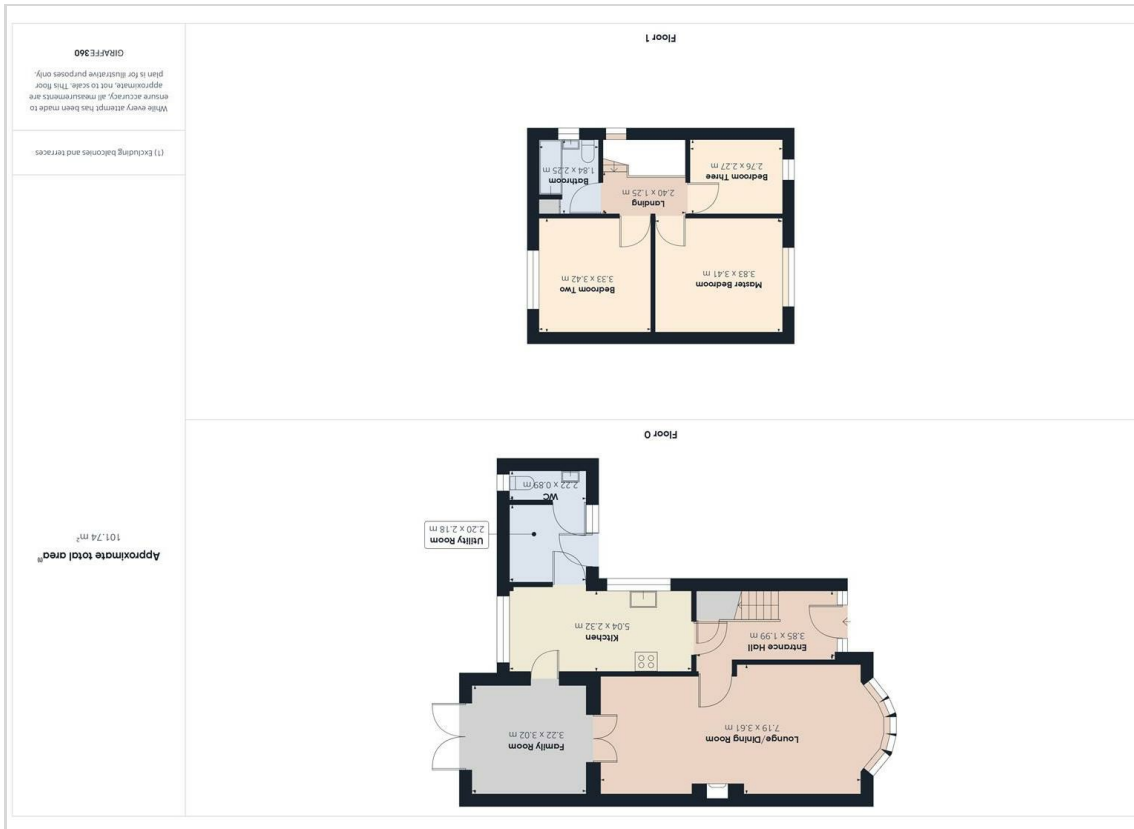 Lounge/Dining Room
7.19 x 3.61 m
Family Room
3.22 x 3.02 m
Entrance Hall
3.85 x 1.99 m
Kitchen
5.04 x 2.32 m
Utility Room
2.20 x 2.18 m
WC
2.22 x 0.89 m
Floor 0
Master Bedroom
3.83 x 3.41 m
Bedroom Two
3.33 x 3.42 m
Landing
2.40 x 1.25 m
Bedroom Three
2.76 x 2.27 m
Bathroom
1.84 x 2.25 m
Floor 1
Approximate total area⁽¹⁾
101.74 m²
(1) Excluding balconies and terraces
While every attempt has been made to
ensure accuracy, all measurements are
approximate, not to scale. This floor
plan is for illustrative purposes only.
GIRAFFE360